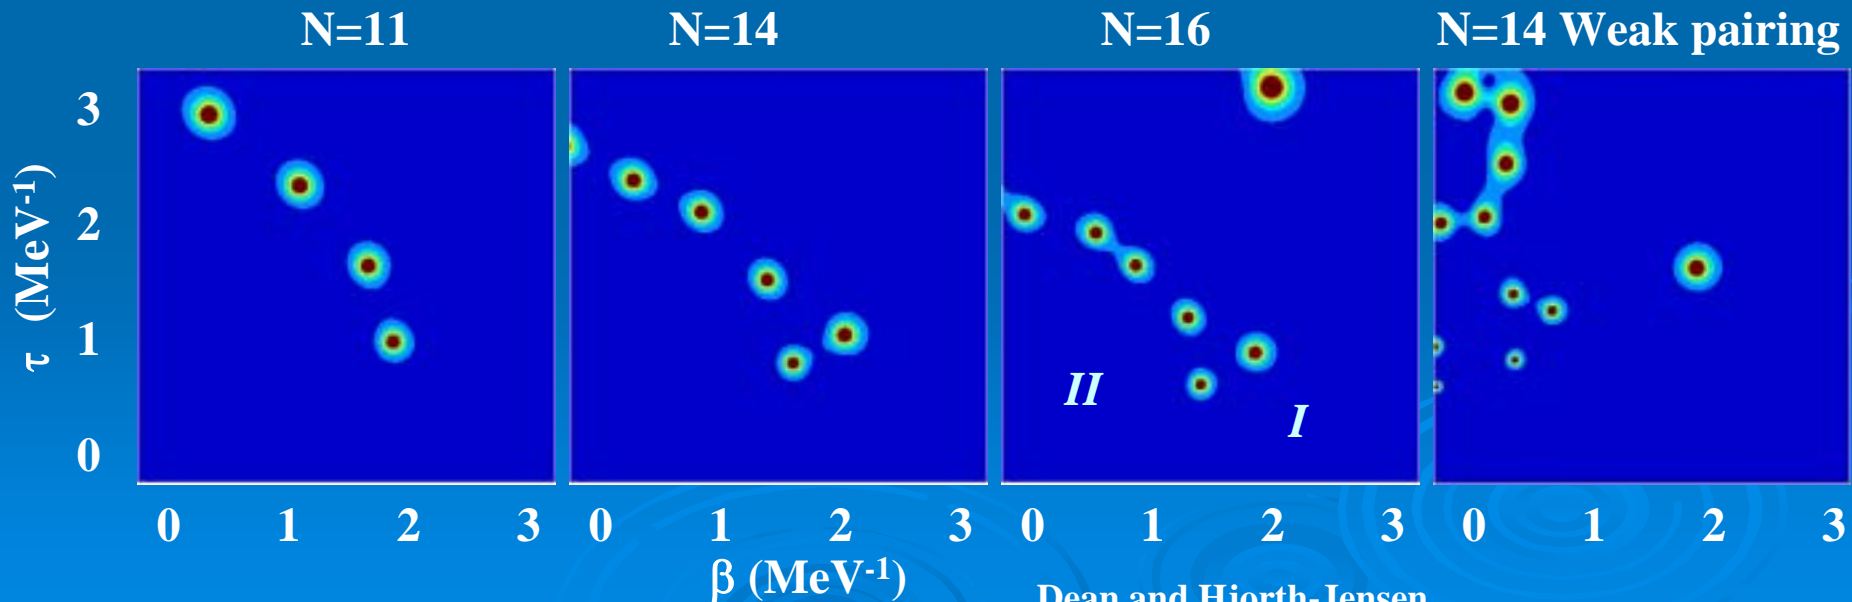 N=11 N=14 N=16 N=14 Weak pairing
τ (MeV-1)
3
2
1
0
II
I
0 1 2 3 0 1 2 3 0 1 2 3 0 1 2 3
β (MeV-1)
Dean and Hjorth-Jensen